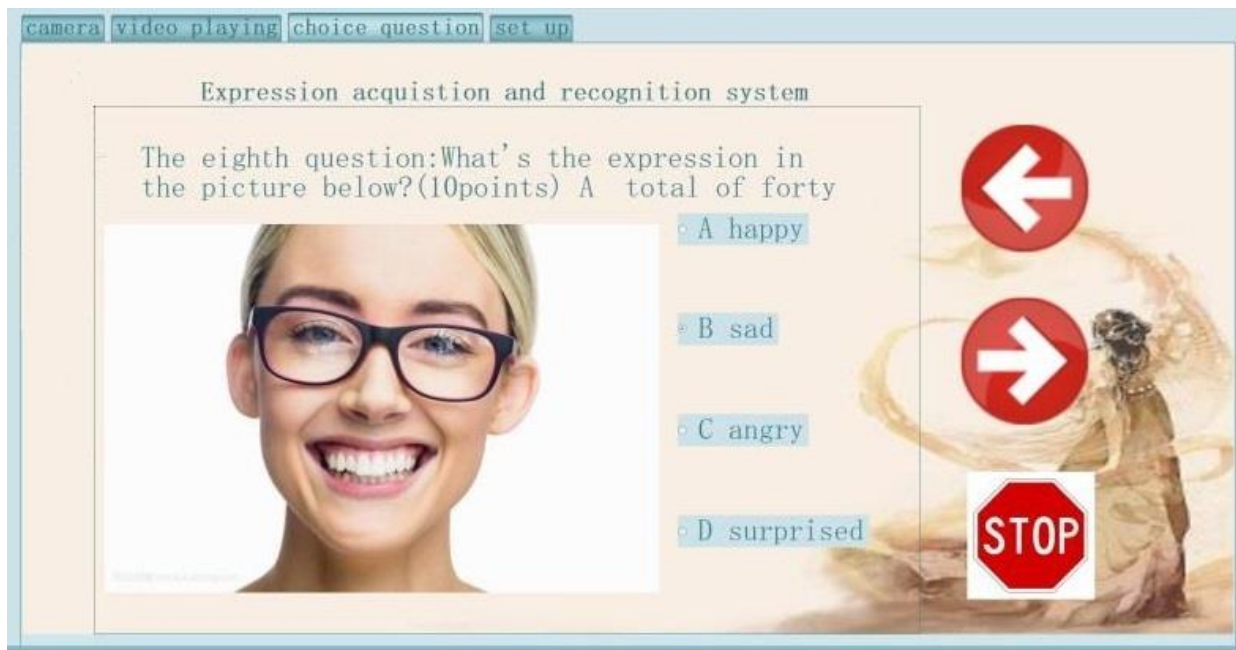 camera video playing choice question set up
Expression acquistion and recognition system
The eighth question:What's the expression in
the picture below?(10points) A total of forty
A happy
B sad
C angry
D surprised
STOP